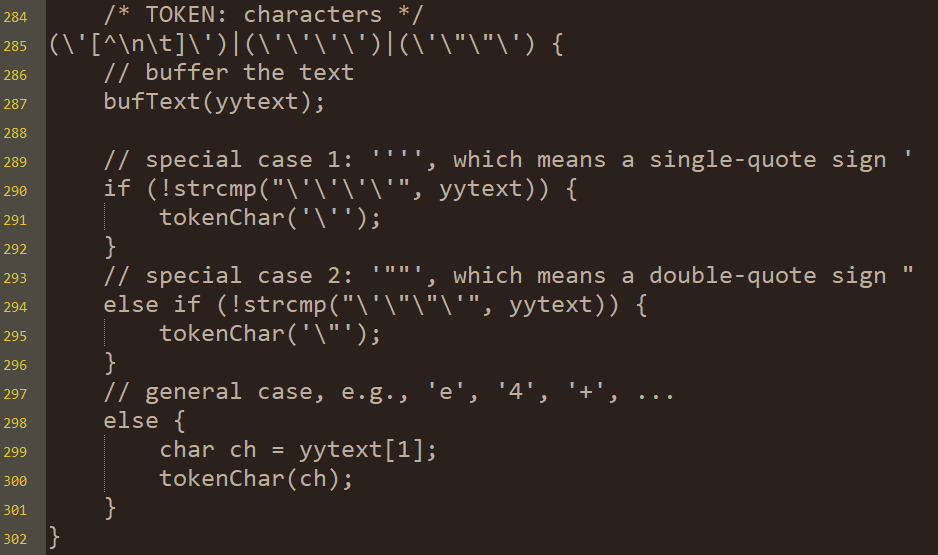 284     /* TOKEN: characters */
285 (\'[^\n\t]\')|(\'\'\'\')|(\'\"\"\') {
286     // buffer the text
287     bufText(yytext);
288
289     // special case 1: '''', which means a single-quote sign '
290     if (!strcmp("\'\'\'\'", yytext)) {
291         tokenChar('\'');
292     }
293     // special case 2: '""', which means a double-quote sign "
294     else if (!strcmp("\'\"\"\'", yytext)) {
295         tokenChar('\"');
296     }
297     // general case, e.g., 'e', '4', '+', ...
298     else {
299         char ch = yytext[1];
300         tokenChar(ch);
301     }
302 }